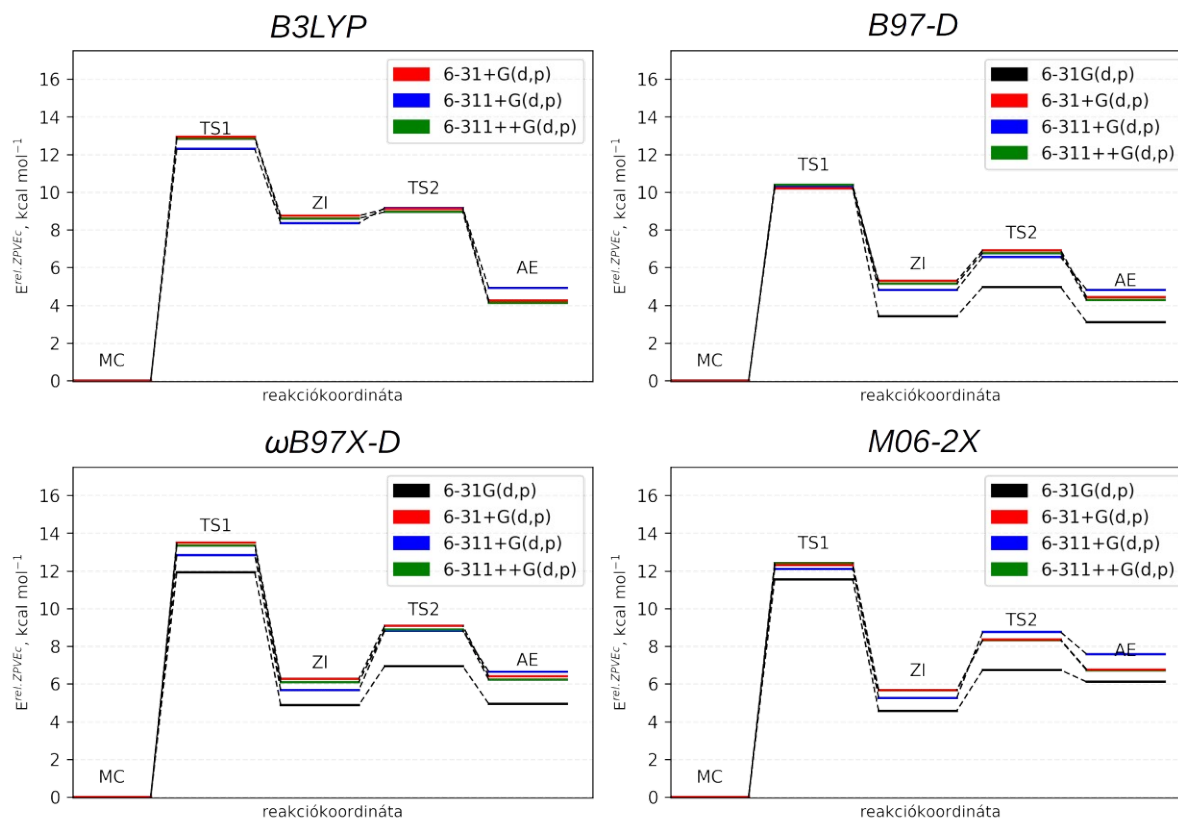 B3LYP
E^{rel.ZPVEc}, kcal mol⁻¹
16
14
12
10
8
6
4
2
0
6-31+G(d,p)
6-311+G(d,p)
6-311++G(d,p)
MC
TS1
ZI
TS2
AE
reakciókoordináta
B97-D
E^{rel.ZPVEc}, kcal mol⁻¹
16
14
12
10
8
6
4
2
0
6-31G(d,p)
6-31+G(d,p)
6-311+G(d,p)
6-311++G(d,p)
MC
TS1
ZI
TS2
AE
reakciókoordináta
ωB97X-D
E^{rel.ZPVEc}, kcal mol⁻¹
16
14
12
10
8
6
4
2
0
6-31G(d,p)
6-31+G(d,p)
6-311+G(d,p)
6-311++G(d,p)
MC
TS1
ZI
TS2
AE
reakciókoordináta
M06-2X
E^{rel.ZPVEc}, kcal mol⁻¹
16
14
12
10
8
6
4
2
0
6-31G(d,p)
6-31+G(d,p)
6-311+G(d,p)
6-311++G(d,p)
MC
TS1
ZI
TS2
AE
reakciókoordináta